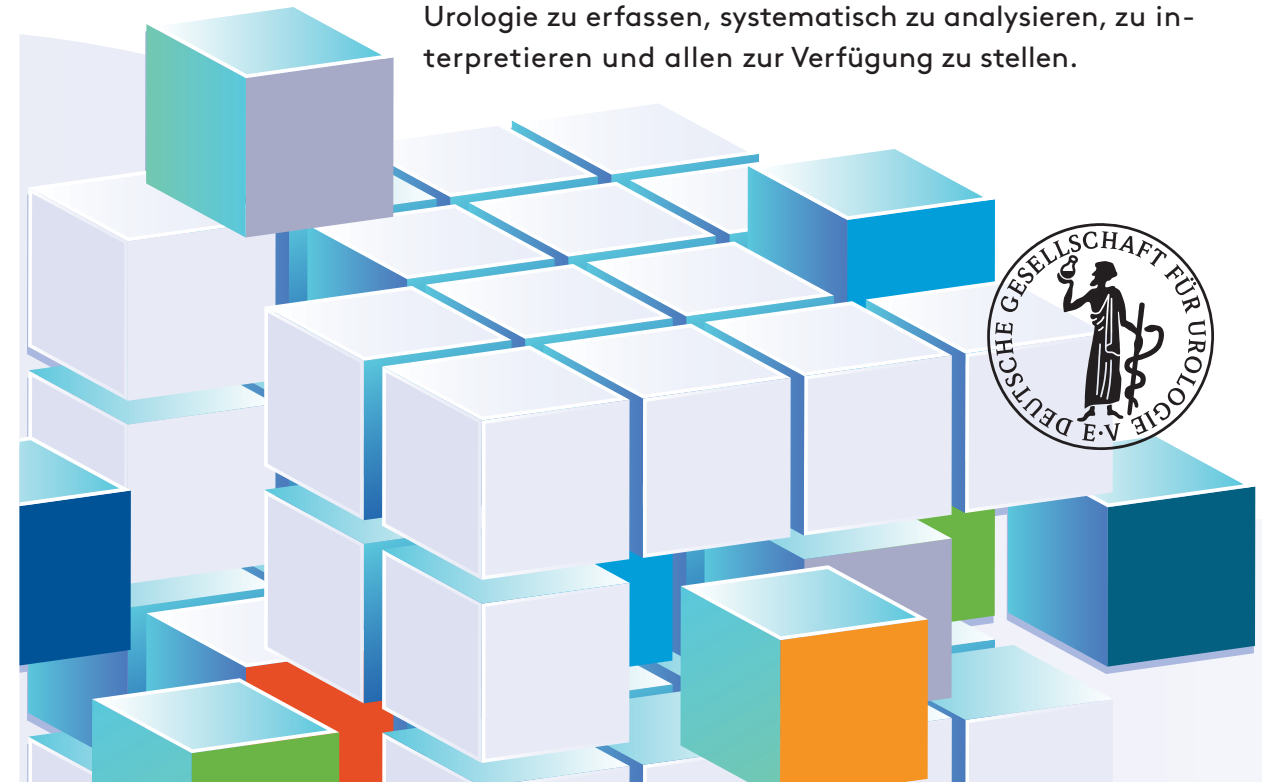 Urologie zu erfassen, systematisch zu analysieren, zu in-
terpretieren und allen zur Verfügung zu stellen.
DEUTSCHE GESELLSCHAFT FÜR UROLOGIE E·V